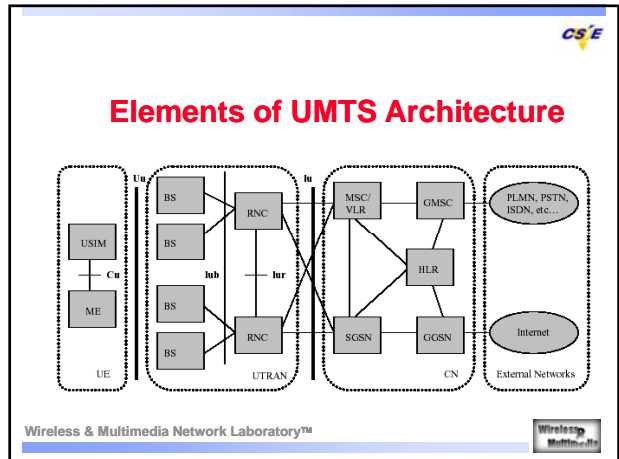 CS/E
Elements of UMTS Architecture
Uu
Iu
BS
RNC
MSC/
VLR
GMSC
PLMN, PSTN,
ISDN, etc…
USIM
BS
Cu
Iub
Iur
HLR
ME
BS
RNC
SGSN
GGSN
Internet
BS
UE
UTRAN
CN
External Networks
Wireless & Multimedia Network Laboratory™
Wireless
Multimedia